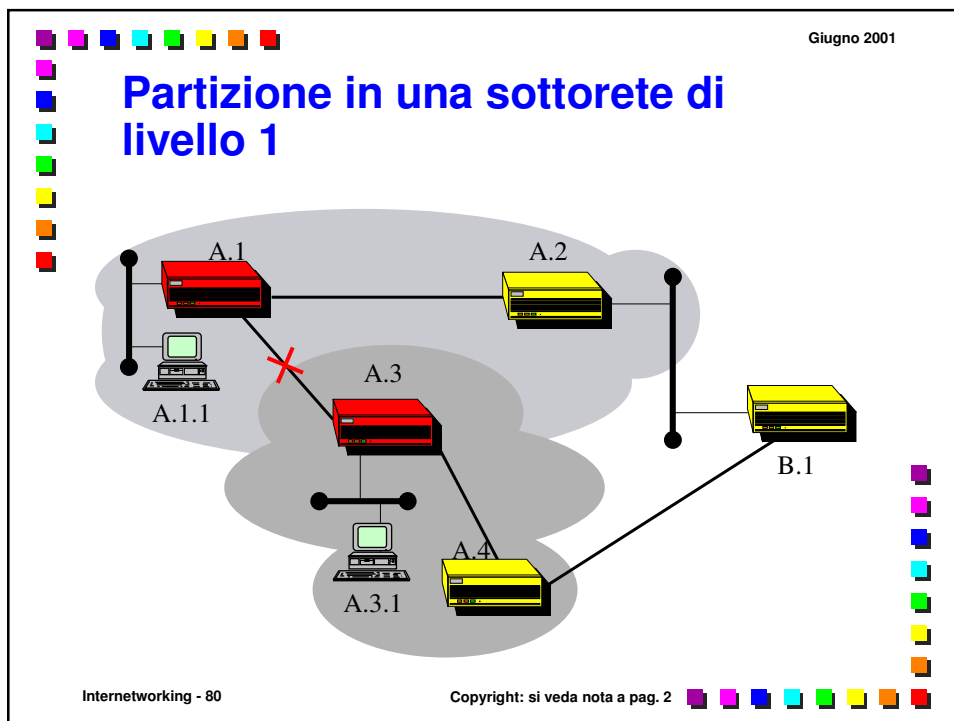 Giugno 2001
Partizione in una sottorete di
livello 1
A.1
A.2
A.3
A.1.1
B.1
A.4
A.3.1
Internetworking - 80
Copyright: si veda nota a pag. 2